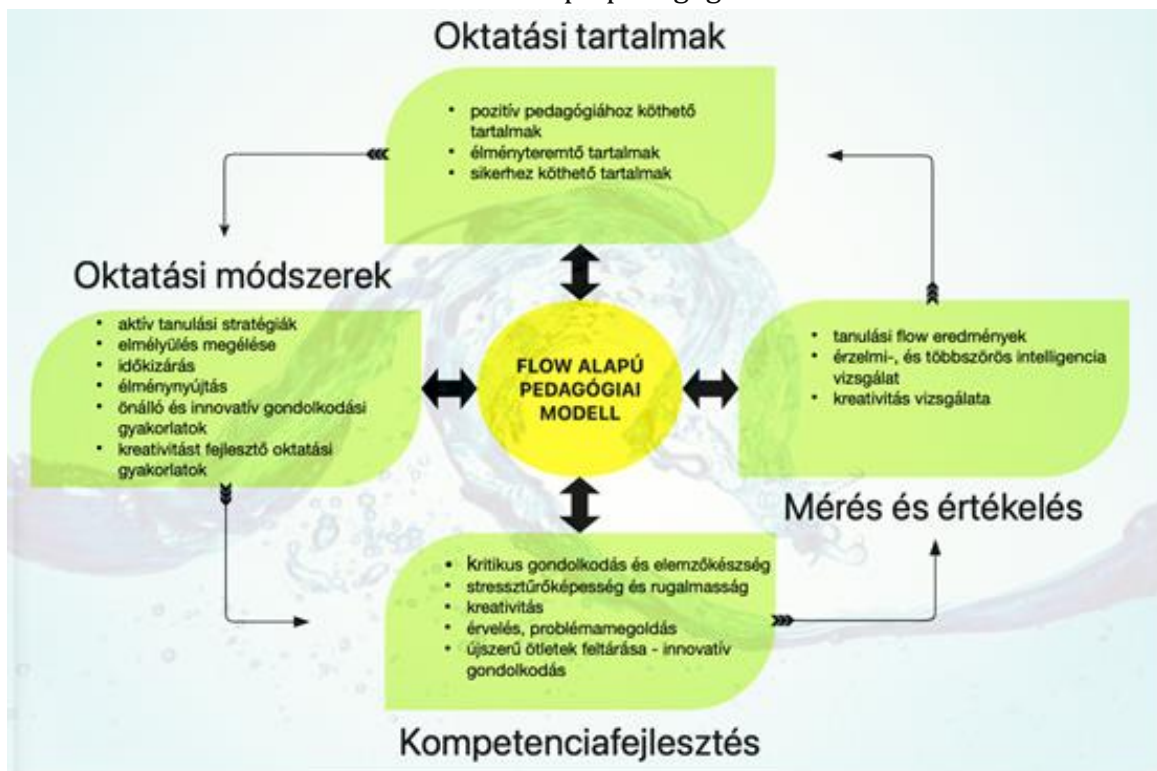 Oktatási tartalmak
• pozitív pedagógiához köthető
tartalmak
• élményteremtő tartalmak
• sikerhez köthető tartalmak
Oktatási módszerek
• aktív tanulási stratégiák
• elmélyülés megélése
• időkizárás
• élménynyújtás
• önálló és innovatív gondolkodási
gyakorlatok
• kreativitást fejlesztő oktatási
gyakorlatok
FLOW ALAPÚ
PEDAGÓGIAI
MODELL
• tanulási flow eredmények
• érzelmi-, és többszörös intelligencia
vizsgálat
• kreativitás vizsgálata
Mérés és értékelés
• Kritikus gondolkodás és elemzőkészség
• stressztűrőképesség és rugalmasság
• kreativitás
• érvelés, problémamegoldás
• újszerű ötletek feltárása - innovatív
gondolkodás
Kompetenciafejlesztés